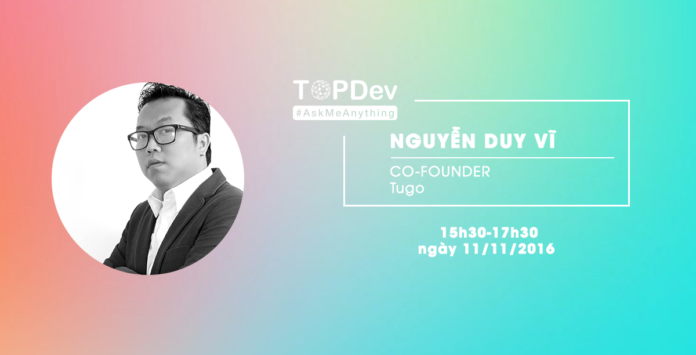 TOPDev
#AskMeAnything
NGUYỄN DUY VĨ
CO-FOUNDER
Tugo
15h30-17h30
ngày 11/11/2016